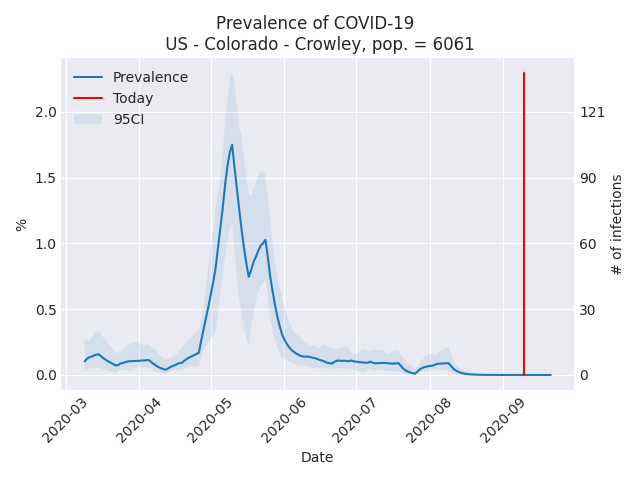 Prevalence of COVID-19
US - Colorado - Crowley, pop. = 6061
Prevalence
Today
95CI
2.0
1.5
1.0
0.5
0.0
%
121
90
60
30
0
# of infections
2020-03
2020-04
2020-05
2020-06
2020-07
2020-08
2020-09
Date